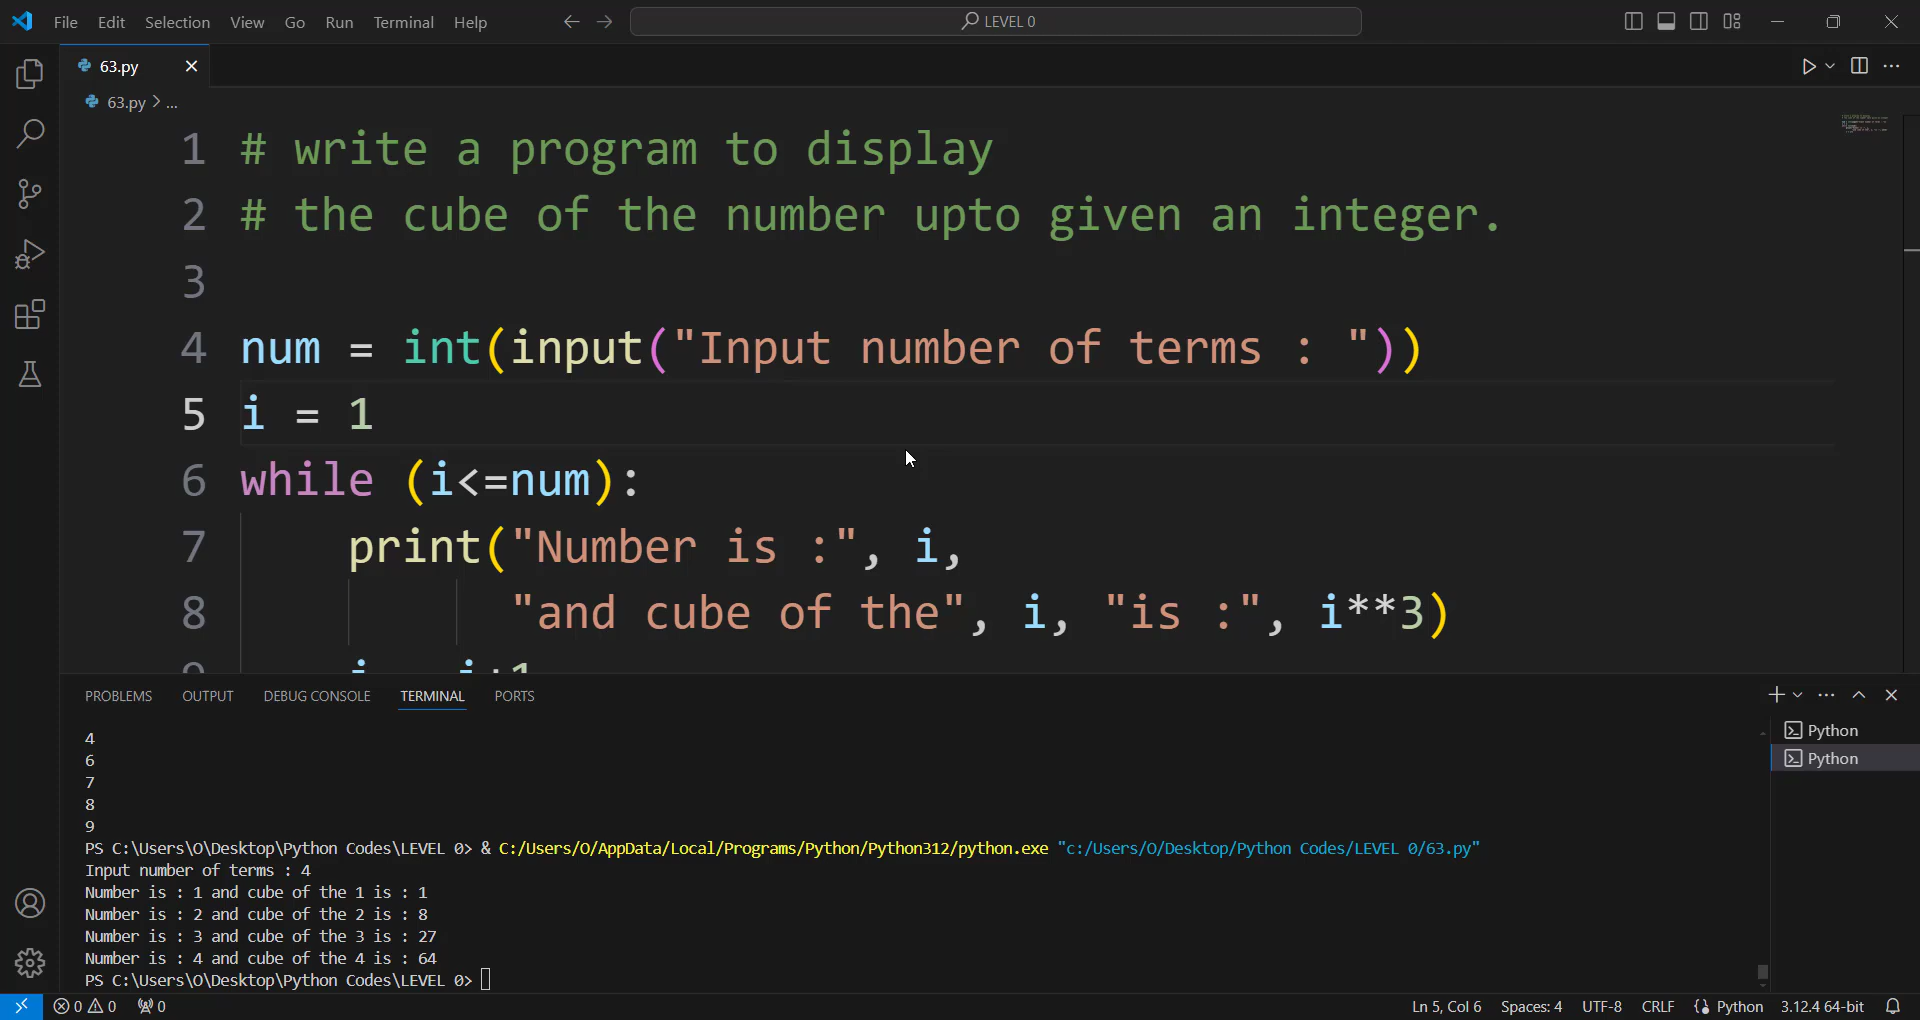 File Edit Selection View Go Run Terminal Help LEVEL 0
63.py
63.py > ...
1 # write a program to display
2 # the cube of the number upto given an integer.
3
4 num = int(input("Input number of terms : "))
5 i = 1
6 while (i<=num):
7 print("Number is :", i,
8 "and cube of the", i, "is :", i**3)
PROBLEMS OUTPUT DEBUG CONSOLE TERMINAL PORTS
4
6
7
8
9
PS C:\Users\O\Desktop\Python Codes\LEVEL 0> & C:/Users/O/AppData/Local/Programs/Python/Python312/python.exe "c:/Users/O/Desktop/Python Codes/LEVEL 0/63.py"
Input number of terms : 4
Number is : 1 and cube of the 1 is : 1
Number is : 2 and cube of the 2 is : 8
Number is : 3 and cube of the 3 is : 27
Number is : 4 and cube of the 4 is : 64
PS C:\Users\O\Desktop\Python Codes\LEVEL 0>
Python
Python
0 0 0 Ln 5, Col 6 Spaces: 4 UTF-8 CRLF Python 3.12.4 64-bit